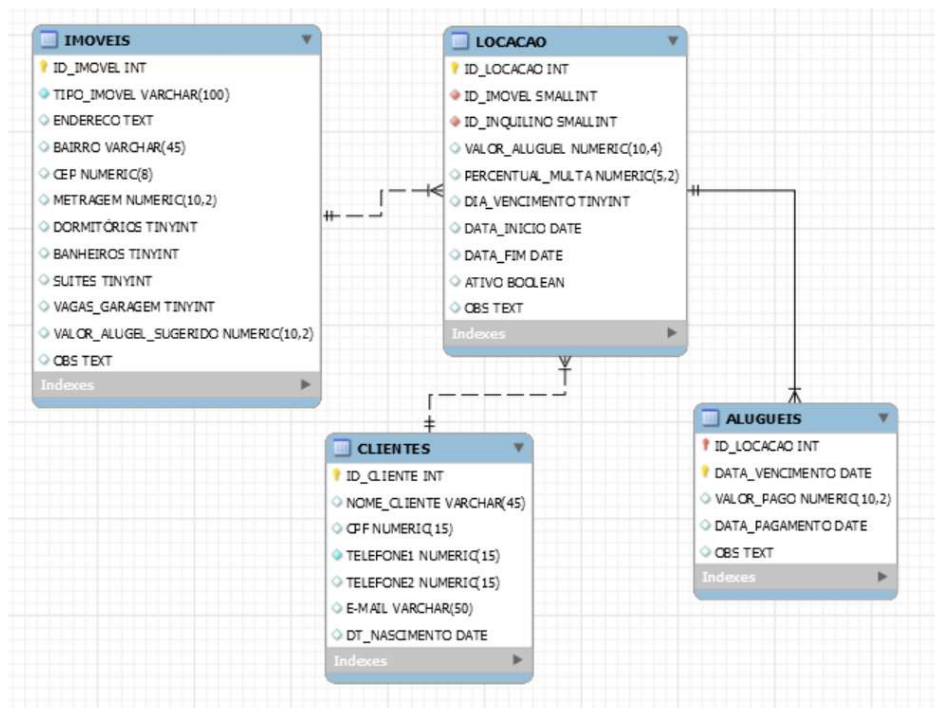 IMOVEIS
ID_IMOVEL INT
TIPO_IMOVEL VARCHAR(100)
ENDERECO TEXT
BAIRRO VARCHAR(45)
CEP NUMERIC(8)
METRAGEM NUMERIC(10,2)
DORMITÓRIOS TINYINT
BANHEIROS TINYINT
SUITES TINYINT
VAGAS_GARAGEM TINYINT
VALOR_ALUGEL_SUGERIDO NUMERIC(10,2)
OBS TEXT
Indexes
LOCACAO
ID_LOCACAO INT
ID_IMOVEL SMALLINT
ID_INQUILINO SMALLINT
VALOR_ALUGUEL NUMERIC(10,4)
PERCENTUAL_MULTA NUMERIC(5,2)
DIA_VENCIMENTO TINYINT
DATA_INICIO DATE
DATA_FIM DATE
ATIVO BOOLEAN
OBS TEXT
Indexes
CLIENTES
ID_CLIENTE INT
NOME_CLIENTE VARCHAR(45)
CPF NUMERIC(15)
TELEFONE1 NUMERIC(15)
TELEFONE2 NUMERIC(15)
E-MAIL VARCHAR(50)
DT_NASCIMENTO DATE
Indexes
ALUGUEIS
ID_LOCACAO INT
DATA_VENCIMENTO DATE
VALOR_PAGO NUMERIC(10,2)
DATA_PAGAMENTO DATE
OBS TEXT
Indexes